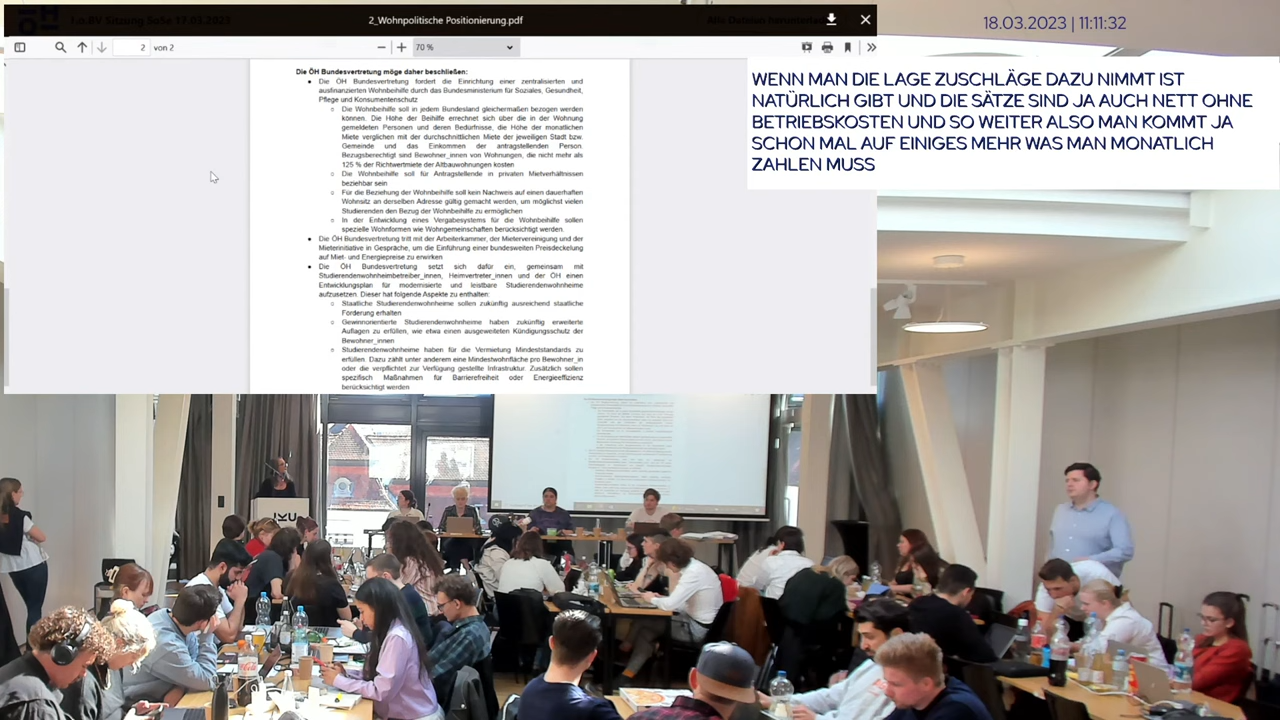 1.o.BV Sitzung SoSe 17.03.2023
2_Wohnpolitische Positionierung.pdf
18.03.2023 | 11:11:32
2 von 2
70 %
WENN MAN DIE LAGE ZUSCHLÄGE DAZU NIMMT IST
NATÜRLICH GIBT UND DIE SÄTZE SIND JA AUCH NETT OHNE
BETRIEBSKOSTEN UND SO WEITER ALSO MAN KOMMT JA
SCHON MAL AUF EINIGES MEHR WAS MAN MONATLICH
ZAHLEN MUSS
Die ÖH Bundesvertretung möge daher beschließen:
Die ÖH Bundesvertretung fordert die Einrichtung einer zentralisierten und
ausfinanzierten Wohnbeihilfe durch das Bundesministerium für Soziales, Gesundheit,
Pflege und Konsumentenschutz
Die Wohnbeihilfe soll in jedem Bundesland gleichermaßen bezogen werden
können. Die Höhe der Beihilfe errechnet sich über die in der Wohnung
gemeldeten Personen und deren Bedürfnisse, die Höhe der monatlichen
Miete verglichen mit der durchschnittlichen Miete der jeweiligen Stadt bzw.
Gemeinde und das Einkommen der antragstellenden Person.
Bezugsberechtigt sind Bewohner_innen von Wohnungen, die nicht mehr als
125 % der Richtwertmiete der Altbauwohnungen kosten
Die Wohnbeihilfe soll für Antragstellende in privaten Mietverhältnissen
beziehbar sein
Für die Beziehung der Wohnbeihilfe soll kein Nachweis auf einen dauerhaften
Wohnsitz an derselben Adresse gültig gemacht werden, um möglichst vielen
Studierenden den Bezug der Wohnbeihilfe zu ermöglichen
In der Entwicklung eines Vergabesystems für die Wohnbeihilfe sollen
spezielle Wohnformen wie Wohngemeinschaften berücksichtigt werden.
Die ÖH Bundesvertretung tritt mit der Arbeiterkammer, der Mietervereinigung und der
Mieterinitiative in Gespräche, um die Einführung einer bundesweiten Preisdeckelung
auf Miet- und Energiepreise zu erwirken
Die ÖH Bundesvertretung setzt sich dafür ein, gemeinsam mit
Studierendenwohnheimbetreiber_innen, Heimvertreter_innen und der ÖH einen
Entwicklungsplan für modernisierte und leistbare Studierendenwohnheime
aufzusetzen. Dieser hat folgende Aspekte zu enthalten:
Staatliche Studierendenwohnheime sollen zukünftig ausreichend staatliche
Förderung erhalten
Gewinnorientierte Studierendenwohnheime haben zukünftig erweiterte
Auflagen zu erfüllen, wie etwa einen ausgeweiteten Kündigungsschutz der
Bewohner_innen
Studierendenwohnheime haben für die Vermietung Mindeststandards zu
erfüllen. Dazu zählt unter anderem eine Mindestwohnfläche pro Bewohner_in
oder die verpflichtet zur Verfügung gestellte Infrastruktur. Zusätzlich sollen
spezifisch Maßnahmen für Barrierefreiheit oder Energieeffizienz
berücksichtigt werden
JKU